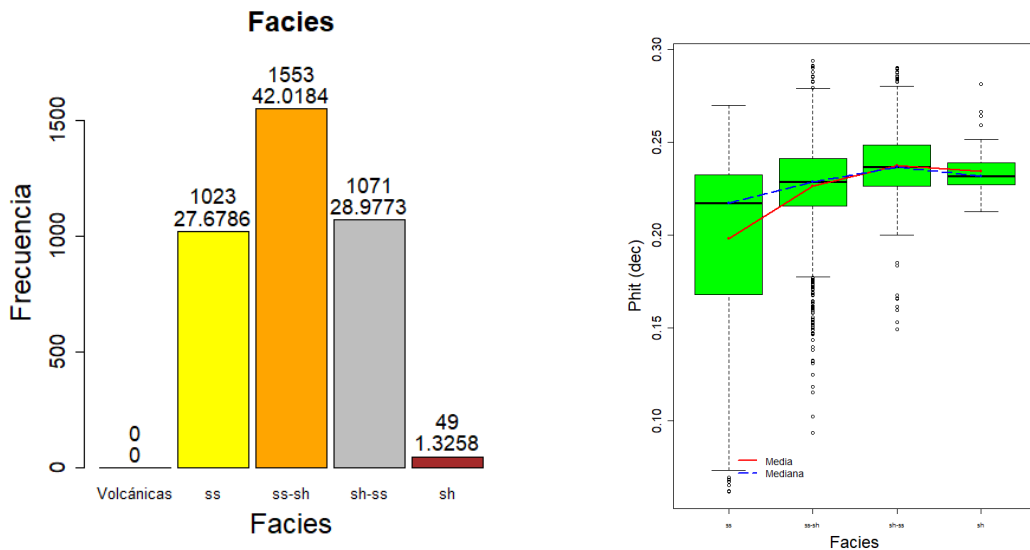 Facies
Frecuencia
1500
1000
500
0
0
0
1023
27.6786
1553
42.0184
1071
28.9773
49
1.3258
Volcánicas ss ss-sh sh-ss sh
Facies
Phit (dec)
0.30
0.25
0.20
0.15
0.10
Media
Mediana
ss ss-sh sh-ss sh
Facies